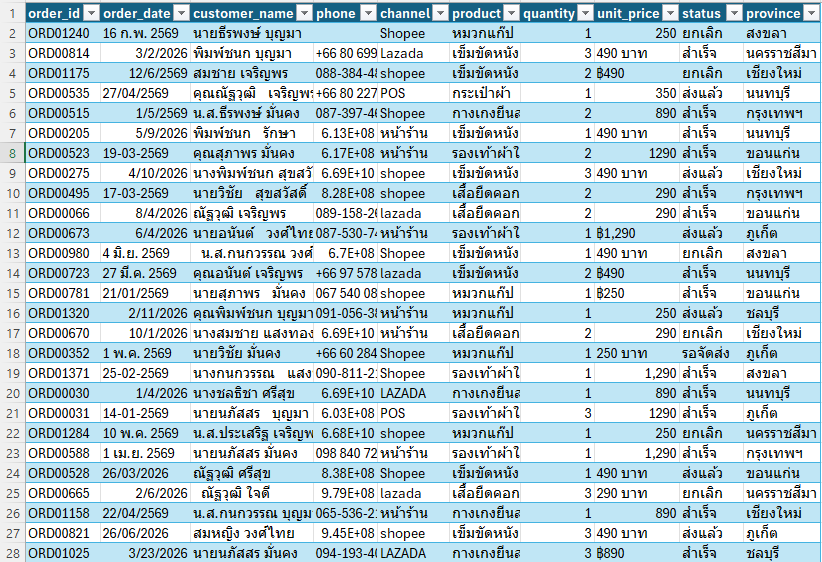 1 order_id order_date customer_name phone channel product quantity unit_price status province
2 ORD01240 16 ก.พ. 2569 นายธีรพงษ์ บุญมา Shopee หมวกแก๊ป 1 250 ยกเลิก สงขลา
3 ORD00814 3/2/2026 พิมพ์ชนก บุญมา +66 80 699 Lazada เข็มขัดหนัง 3 490 บาท สำเร็จ นครราชสีมา
4 ORD01175 12/6/2569 สมชาย เจริญพร 088-384-48 shopee เข็มขัดหนัง 2 ฿490 ยกเลิก เชียงใหม่
5 ORD00535 27/04/2569 คุณณัฐวุฒิ เจริญพร +66 80 227 POS กระเป๋าผ้า 1 350 ส่งแล้ว นนทบุรี
6 ORD00515 1/5/2569 น.ส.ธีรพงษ์ มั่นคง 087-397-46 Shopee กางเกงยีนส 2 890 สำเร็จ กรุงเทพฯ
7 ORD00205 5/9/2026 พิมพ์ชนก รักษา 6.13E+08 หน้าร้าน เข็มขัดหนัง 1 490 บาท สำเร็จ นนทบุรี
8 ORD00523 19-03-2569 คุณสุภาพร มั่นคง 6.17E+08 หน้าร้าน รองเท้าผ้าใ 2 1290 สำเร็จ ขอนแก่น
9 ORD00275 4/10/2026 นางพิมพ์ชนก สุขสวั 6.69E+10 shopee เข็มขัดหนัง 3 490 บาท ส่งแล้ว เชียงใหม่
10 ORD00495 17-03-2569 นายวิชัย สุขสวัสดิ์ 8.28E+08 shopee เสื้อยืดคอก 2 290 สำเร็จ กรุงเทพฯ
11 ORD00066 8/4/2026 ณัฐวุฒิ เจริญพร 089-158-26 lazada เสื้อยืดคอก 2 290 สำเร็จ ขอนแก่น
12 ORD00673 6/4/2026 นายอนันต์ วงศ์ไทย 087-530-74 หน้าร้าน รองเท้าผ้าใ 1 ฿1,290 ส่งแล้ว ภูเก็ต
13 ORD00980 4 มิ.ย. 2569 น.ส.กนกวรรณ วงศ์ 6.7E+08 Shopee เข็มขัดหนัง 1 490 บาท ยกเลิก สงขลา
14 ORD00723 27 มี.ค. 2569 คุณอนันต์ เจริญพร +66 97 578 lazada เข็มขัดหนัง 2 ฿490 สำเร็จ นนทบุรี
15 ORD00781 21/01/2569 นายสุภาพร มั่นคง 067 540 08 shopee หมวกแก๊ป 1 ฿250 สำเร็จ ขอนแก่น
16 ORD01320 2/11/2026 คุณพิมพ์ชนก บุญมา 091-056-38 หน้าร้าน หมวกแก๊ป 1 250 ส่งแล้ว ชลบุรี
17 ORD00670 10/1/2026 นางสมชาย แสงทอง 6.69E+10 หน้าร้าน เสื้อยืดคอก 2 290 ยกเลิก เชียงใหม่
18 ORD00352 1 พ.ค. 2569 นายวิชัย มั่นคง +66 60 284 Shopee หมวกแก๊ป 1 250 บาท รอจัดส่ง ภูเก็ต
19 ORD01371 25-02-2569 นางกนกวรรณ แสง 090-811-2 Shopee รองเท้าผ้าใ 1 1,290 สำเร็จ สงขลา
20 ORD00030 1/4/2569 นางชลธิชา ศรีสุข 6.69E+10 LAZADA กางเกงยีนส 1 890 สำเร็จ นนทบุรี
21 ORD00031 14-01-2569 นายนภัสสร บุญมา 6.03E+08 POS รองเท้าผ้าใ 3 1290 สำเร็จ ภูเก็ต
22 ORD01284 10 พ.ค. 2569 น.ส.ประเสริฐ เจริญพ 6.68E+10 shopee หมวกแก๊ป 1 250 ยกเลิก นครราชสีมา
23 ORD00588 1 เม.ย. 2569 นายนภัสสร มั่นคง 098 840 72 หน้าร้าน รองเท้าผ้าใ 1 1,290 สำเร็จ กรุงเทพฯ
24 ORD00528 26/03/2026 ณัฐวุฒิ ศรีสุข 8.38E+08 Shopee เข็มขัดหนัง 1 490 บาท ส่งแล้ว ขอนแก่น
25 ORD00665 2/6/2026 ณัฐวุฒิ ใจดี 9.79E+08 lazada เสื้อยืดคอก 3 290 บาท ยกเลิก นครราชสีมา
26 ORD01158 22/04/2569 น.ส.กนกวรรณ บุญม 065-536-2 หน้าร้าน กางเกงยีนส 1 890 สำเร็จ เชียงใหม่
27 ORD00821 26/06/2026 สมหญิง วงศ์ไทย 9.45E+08 shopee เข็มขัดหนัง 3 490 บาท ส่งแล้ว ภูเก็ต
28 ORD01025 3/23/2026 นายนภัสสร มั่นคง 094-193-40 LAZADA กางเกงยีนส 3 ฿890 สำเร็จ ชลบุรี